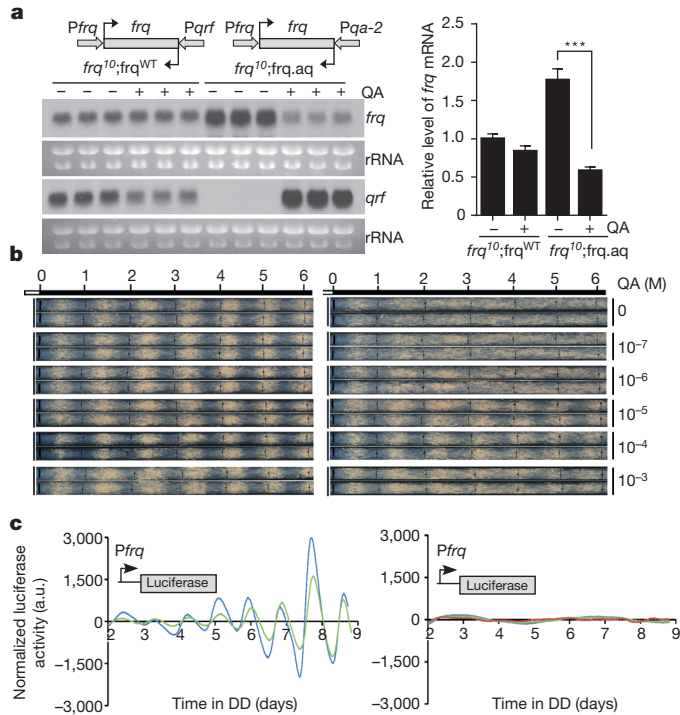 a
Pfrq frq Pqrf Pfrq frq Pqa-2
frq10;frqWT frq10;frq.aq
– – – + + + – – – + + + QA
frq
rRNA
qrf
rRNA
Relative level of frq mRNA
2.5
2.0
1.5
1.0
0.5
0
***
– + – + QA
frq10;frqWT frq10;frq.aq
b
0 1 2 3 4 5 6 0 1 2 3 4 5 6 QA (M)
0
10–7
10–6
10–5
10–4
10–3
c
Normalized luciferase
activity (a.u.)
3,000
1,500
0
–1,500
–3,000
Pfrq
Luciferase
2 3 4 5 6 7 8 9
Time in DD (days)
3,000
1,500
0
–1,500
–3,000
Pfrq
Luciferase
2 3 4 5 6 7 8 9
Time in DD (days)